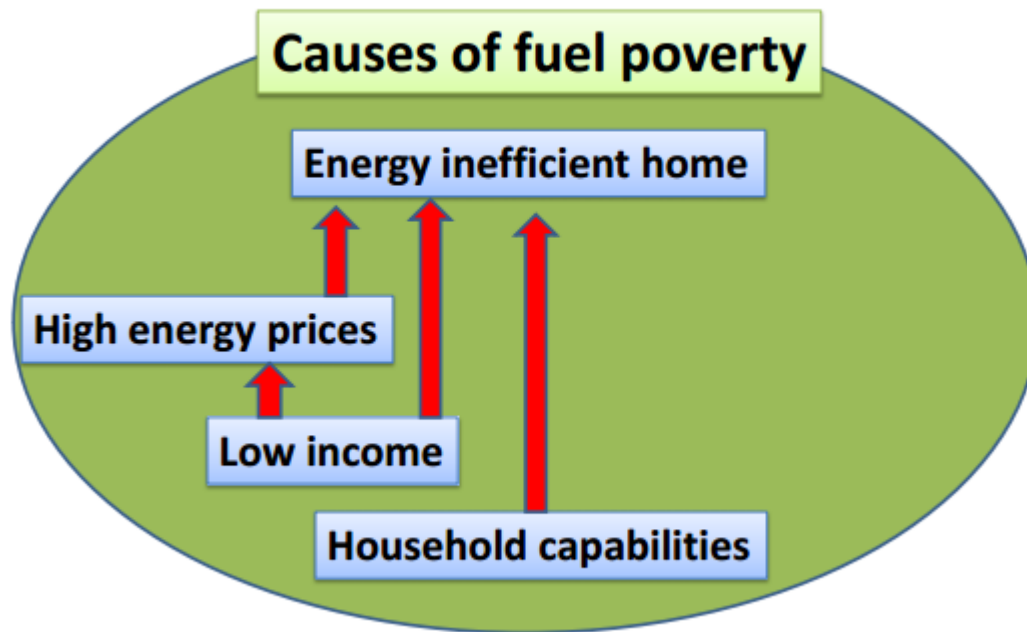 Causes of fuel poverty
Energy inefficient home
High energy prices
Low income
Household capabilities